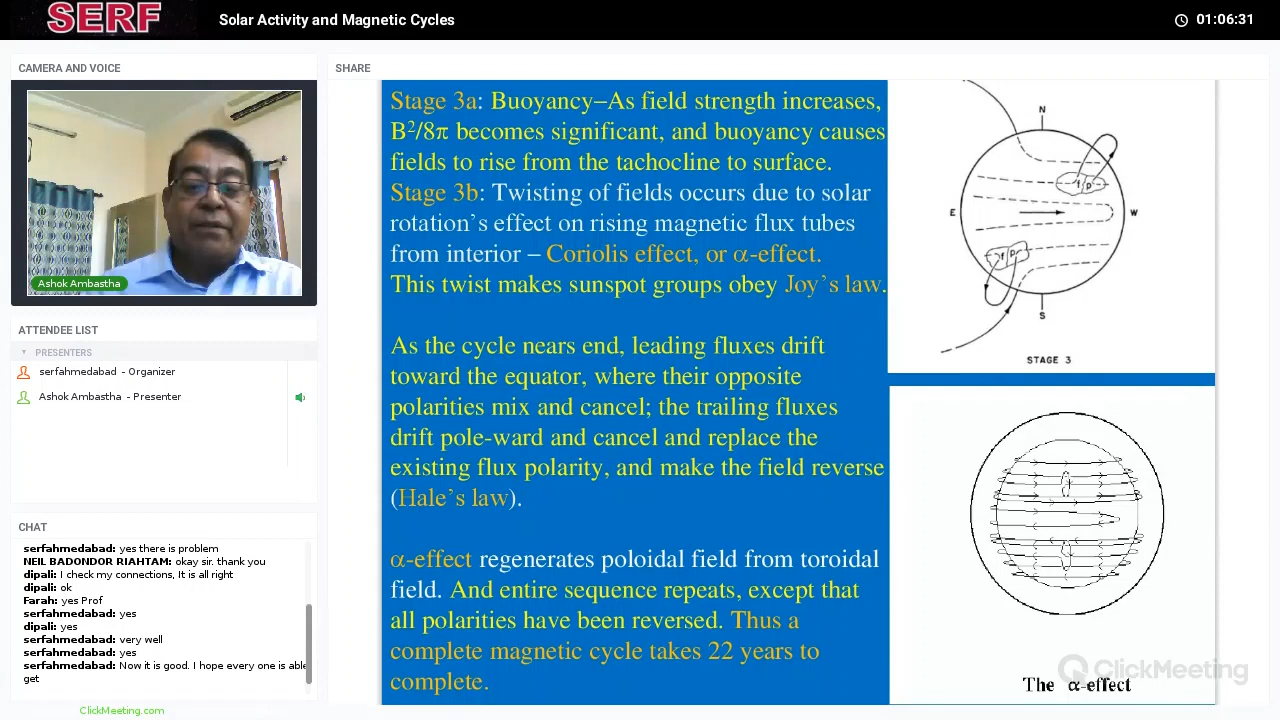 SERF
Solar Activity and Magnetic Cycles
01:06:31
CAMERA AND VOICE
Ashok Ambastha
ATTENDEE LIST
PRESENTERS
serfahmedabad - Organizer
Ashok Ambastha - Presenter
CHAT
serfahmedabad: yes there is problem
NEIL BADONDOR RIAHTAM: okay sir. thank you
dipali: I check my connections, It is all right
dipali: ok
Farah: yes Prof
serfahmedabad: yes
dipali: yes
serfahmedabad: very well
serfahmedabad: yes
serfahmedabad: Now it is good. I hope every one is able
get
ClickMeeting.com
SHARE
Stage 3a: Buoyancy–As field strength increases,
B²/8π becomes significant, and buoyancy causes
fields to rise from the tachocline to surface.
Stage 3b: Twisting of fields occurs due to solar
rotation's effect on rising magnetic flux tubes
from interior – Coriolis effect, or α-effect.
This twist makes sunspot groups obey Joy's law.
As the cycle nears end, leading fluxes drift
toward the equator, where their opposite
polarities mix and cancel; the trailing fluxes
drift pole-ward and cancel and replace the
existing flux polarity, and make the field reverse
(Hale's law).
α-effect regenerates poloidal field from toroidal
field. And entire sequence repeats, except that
all polarities have been reversed. Thus a
complete magnetic cycle takes 22 years to
complete.
N
f p
E
W
f p
S
STAGE 3
ClickMeeting
The α-effect